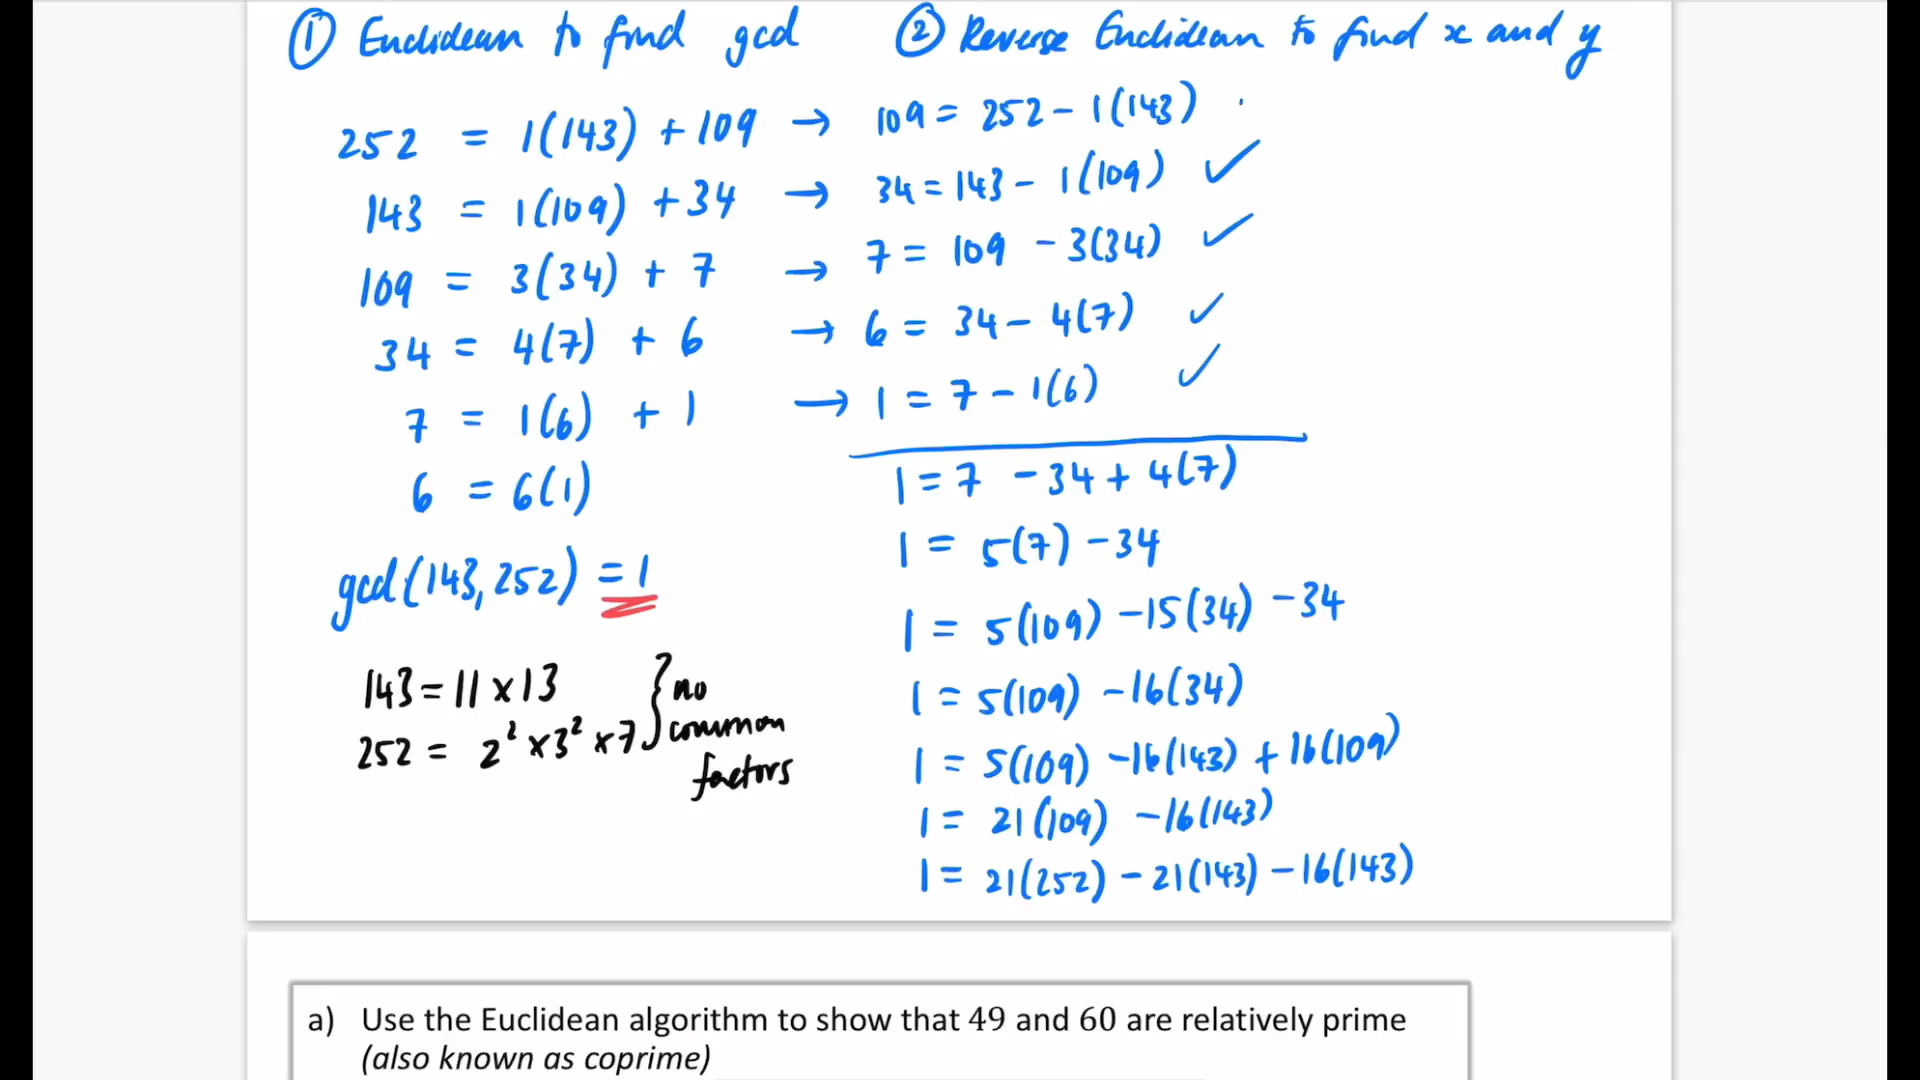 ① Euclidean to find gcd
252 = 1(143) + 109 →
143 = 1(109) + 34 →
109 = 3(34) + 7 →
34 = 4(7) + 6 →
7 = 1(6) + 1 →
6 = 6(1)
gcd(143, 252) = 1
143 = 11 × 13
252 = 2² × 3² × 7
} no
common
factors
② Reverse Euclidean to find x and y
109 = 252 - 1(143)
34 = 143 - 1(109) ✓
7 = 109 - 3(34) ✓
6 = 34 - 4(7) ✓
1 = 7 - 1(6) ✓
1 = 7 - 34 + 4(7)
1 = 5(7) - 34
1 = 5(109) - 15(34) - 34
1 = 5(109) - 16(34)
1 = 5(109) - 16(143) + 16(109)
1 = 21(109) - 16(143)
1 = 21(252) - 21(143) - 16(143)
a) Use the Euclidean algorithm to show that 49 and 60 are relatively prime
(also known as coprime)